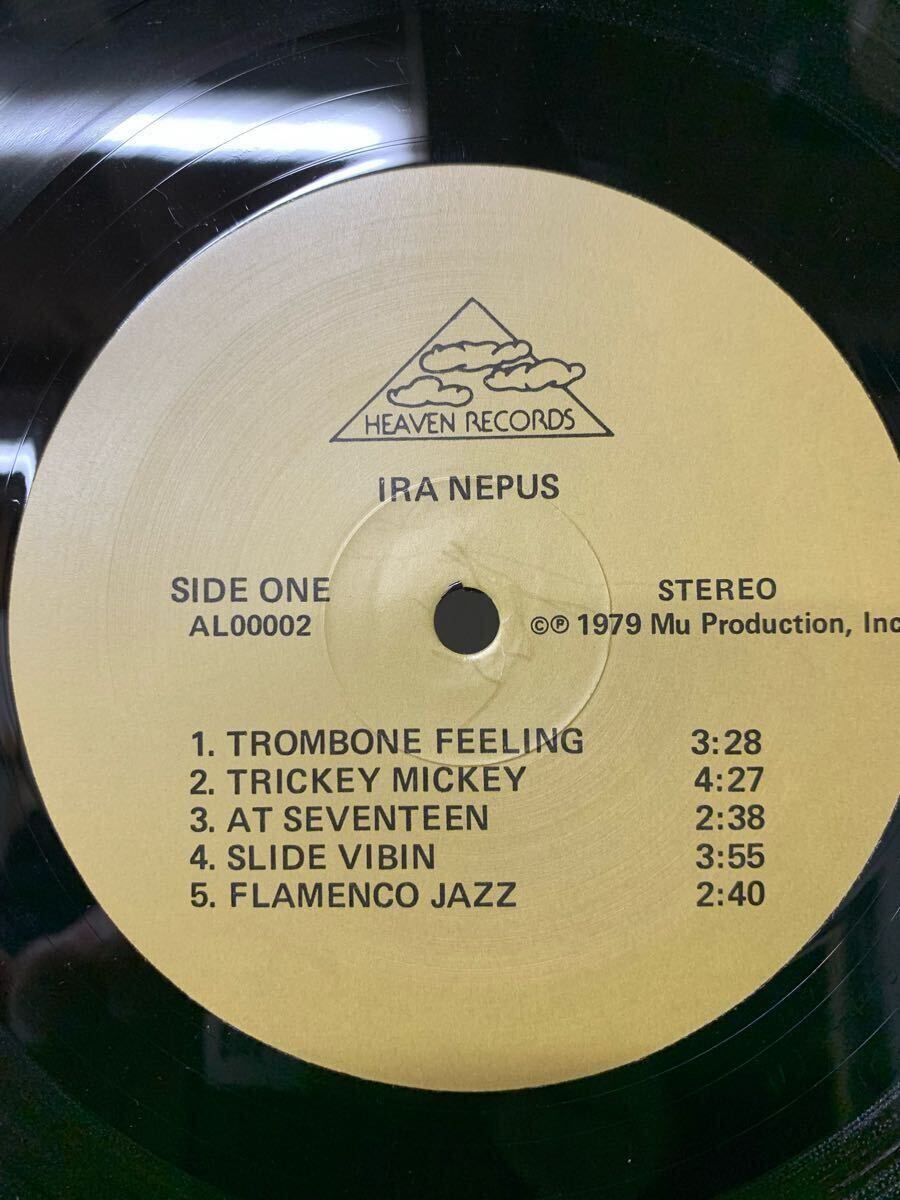 HEAVEN RECORDS
IRA NEPUS
SIDE ONE
AL00002
STEREO
©℗ 1979 Mu Production, Inc
1. TROMBONE FEELING 3:28
2. TRICKEY MICKEY 4:27
3. AT SEVENTEEN 2:38
4. SLIDE VIBIN 3:55
5. FLAMENCO JAZZ 2:40